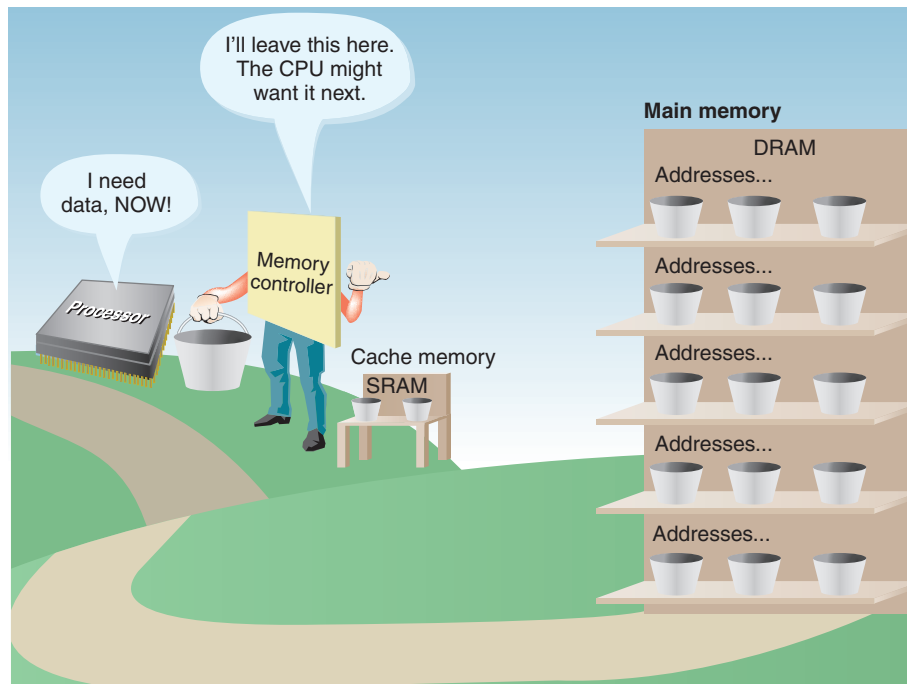 I'll leave this here.
The CPU might
want it next.
I need
data, NOW!
Processor
Memory
controller
Cache memory
SRAM
Main memory
DRAM
Addresses...
Addresses...
Addresses...
Addresses...
Addresses...